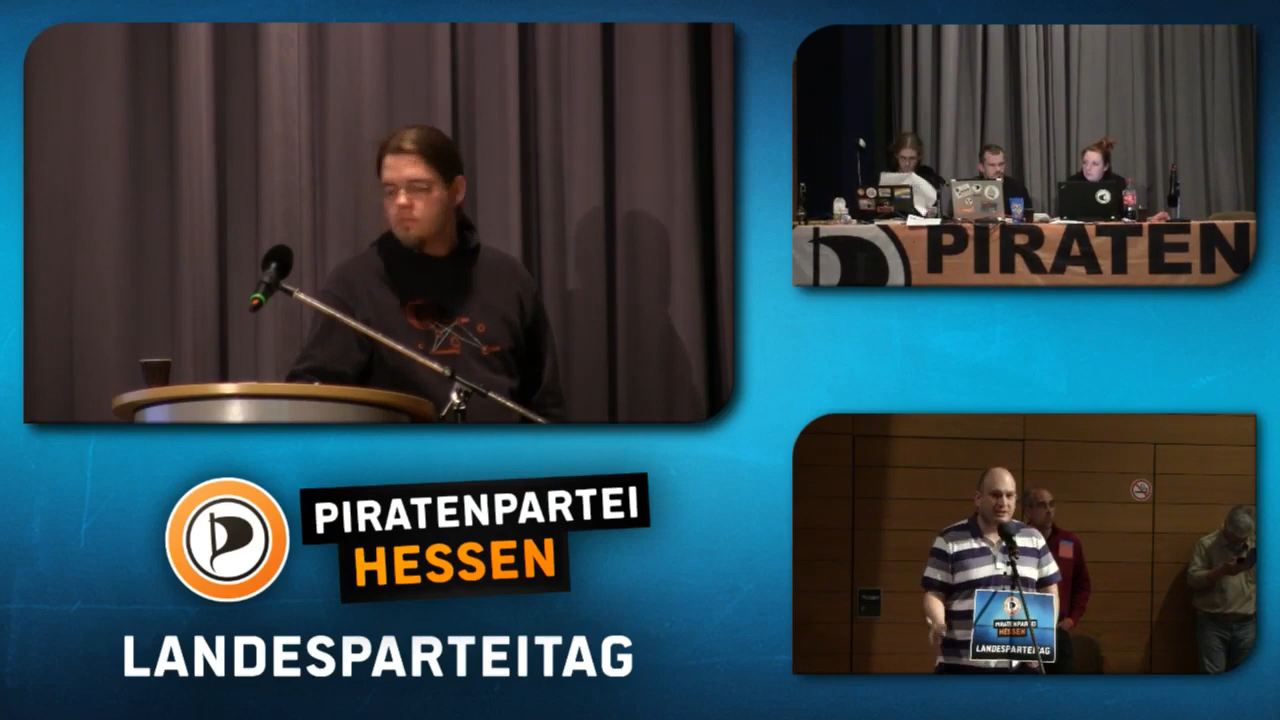 PIRATEN
PIRATENPARTEI
HESSEN
LANDESPARTEITAG
PIRATENPARTEI
HESSEN
LANDESPARTEITAG